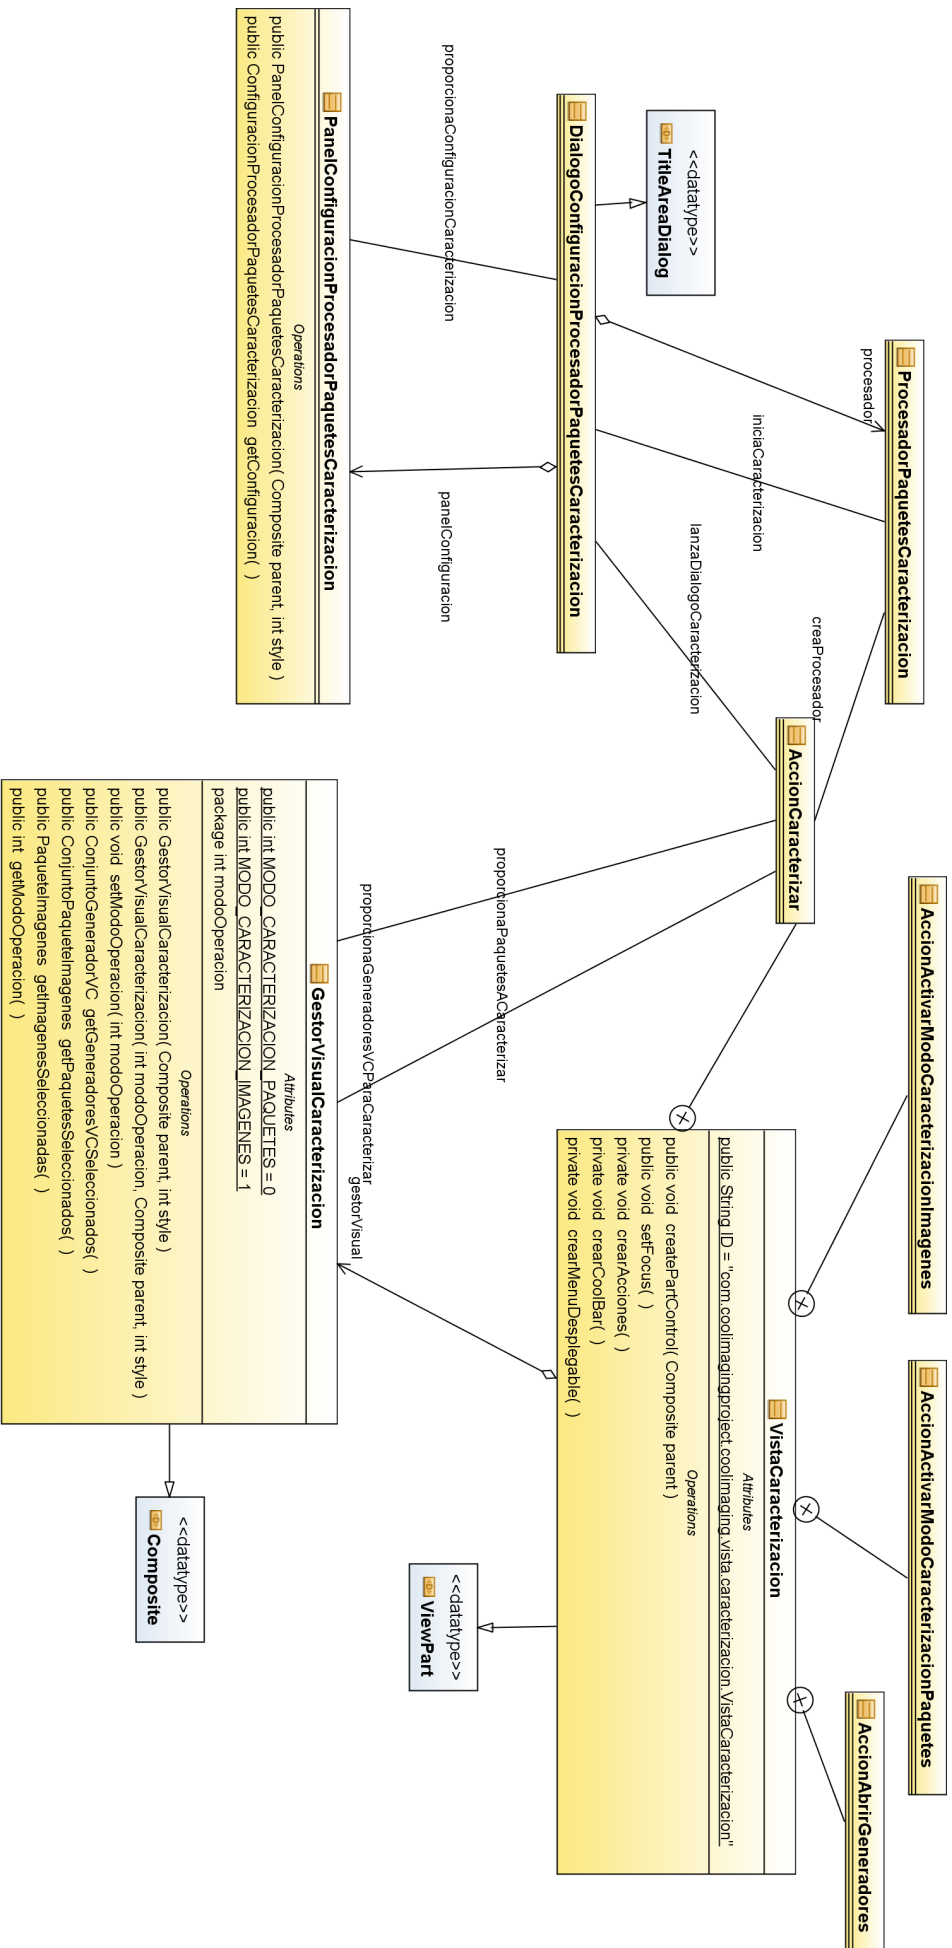 ProcesadorPaquetesCaracterizacion
AccionActivarModoCaracterizacionImagenes
AccionActivarModoCaracterizacionPaquetes
AccionAbrirGeneradores
procesador
creaProcesador
iniciaCaracterizacion
<<datatype>>
TitleAreaDialog
lanzaDialogoCaracterizacion
AccionCaracterizar
DialogoConfiguracionProcesadorPaquetesCaracterizacion
VistaCaracterizacion
Attributes
public String ID = "com.coolimagingproject.coolimaging.vista.caracterizacion.VistaCaracterizacion"
Operations
public void createPartControl( Composite parent )
public void setFocus( )
private void crearAcciones( )
private void crearCoolBar( )
private void crearMenuDesplegable( )
proporcionaConfiguracionCaracterizacion
panelConfiguracion
proporcionaPaquetesACaracterizar
proporcionaGeneradoresVCParaCaracterizar
gestorVisual
<<datatype>>
ViewPart
PanelConfiguracionProcesadorPaquetesCaracterizacion
Operations
public PanelConfiguracionProcesadorPaquetesCaracterizacion( Composite parent, int style )
public ConfiguracionProcesadorPaquetesCaracterizacion getConfiguracion( )
GestorVisualCaracterizacion
Attributes
public int MODO_CARACTERIZACION_PAQUETES = 0
public int MODO_CARACTERIZACION_IMAGENES = 1
package int modoOperacion
Operations
public GestorVisualCaracterizacion( Composite parent, int style )
public GestorVisualCaracterizacion( int modoOperacion, Composite parent, int style )
public void setModoOperacion( int modoOperacion )
public ConjuntoGeneradorVC getGeneradoresVCSeleccionados( )
public ConjuntoPaqueteImagenes getPaquetesSeleccionados( )
public PaqueteImagenes getImagenesSeleccionadas( )
public int getModoOperacion( )
<<datatype>>
Composite